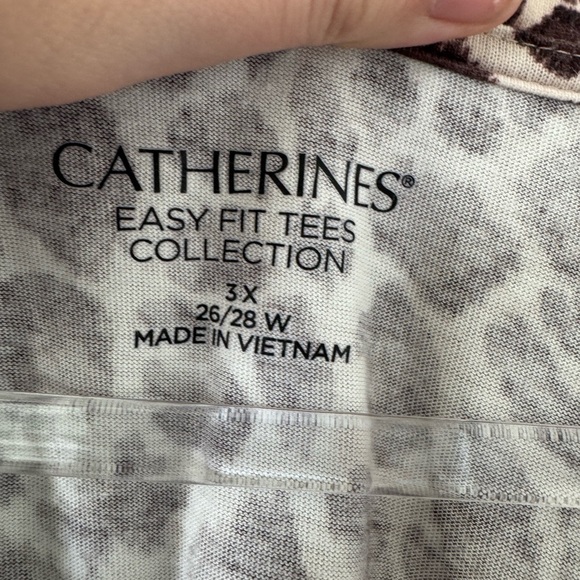 CATHERINES®
EASY FIT TEES
COLLECTION
3X
26/28 W
MADE IN VIETNAM